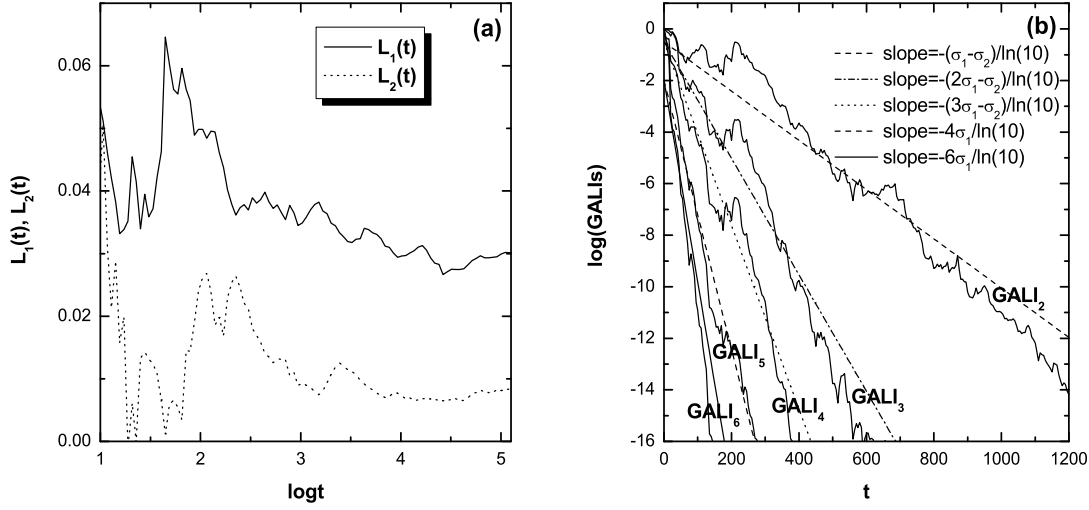 (a)
L₁(t)
L₂(t)
L₁(t), L₂(t)
0.06
0.04
0.02
0.00
1 2 3 4 5
logt
(b)
slope=-(σ₁-σ₂)/ln(10)
slope=-(2σ₁-σ₂)/ln(10)
slope=-(3σ₁-σ₂)/ln(10)
slope=-4σ₁/ln(10)
slope=-6σ₁/ln(10)
log(GALIs)
0
-2
-4
-6
-8
-10
-12
-14
-16
GALI₂
GALI₅
GALI₃
GALI₄
GALI₆
0 200 400 600 800 1000 1200
t